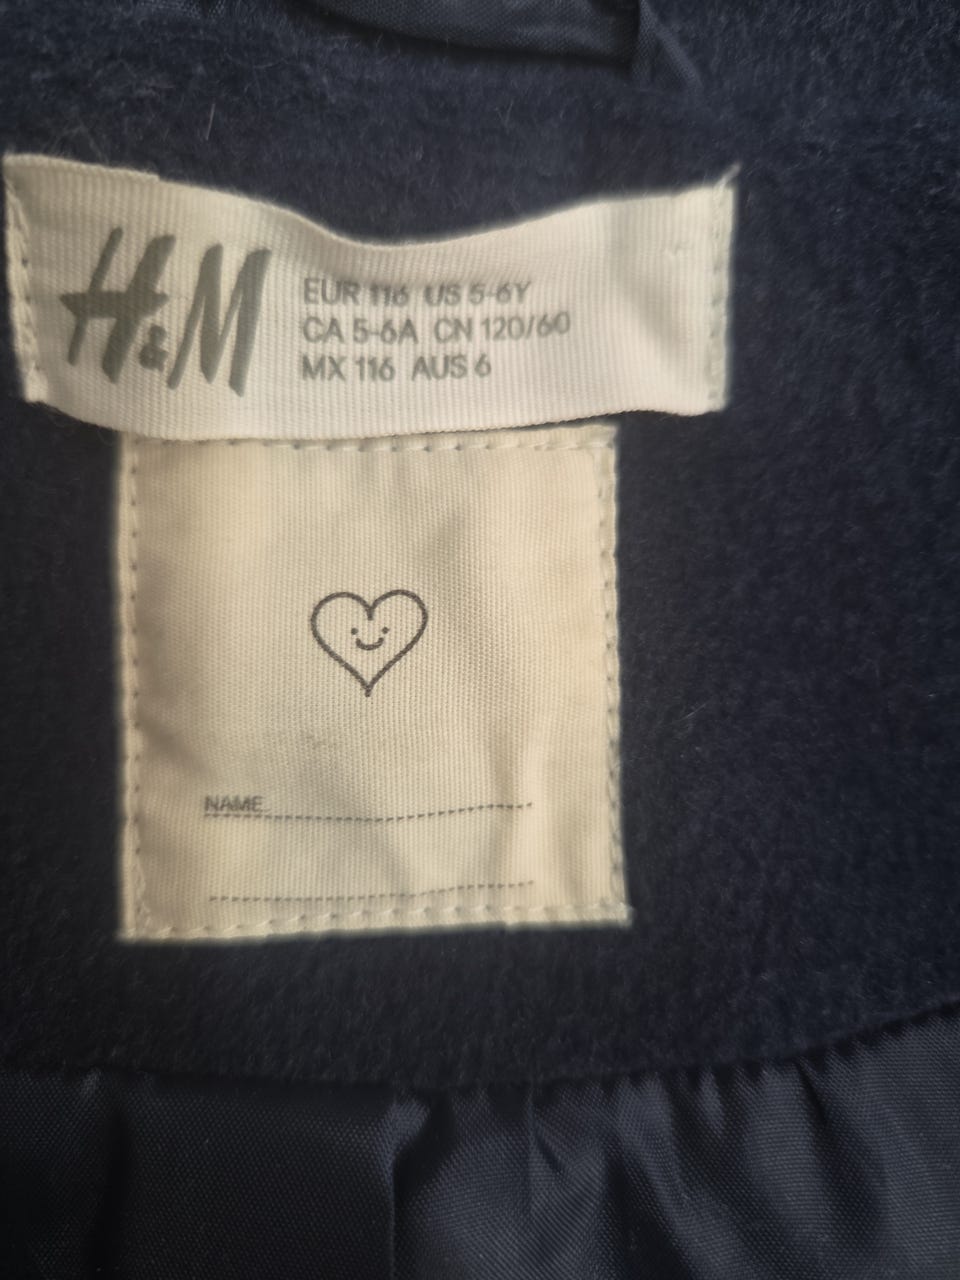 H&M
EUR 116 US 5-6Y
CA 5-6A CN 120/60
MX 116 AUS 6
NAME